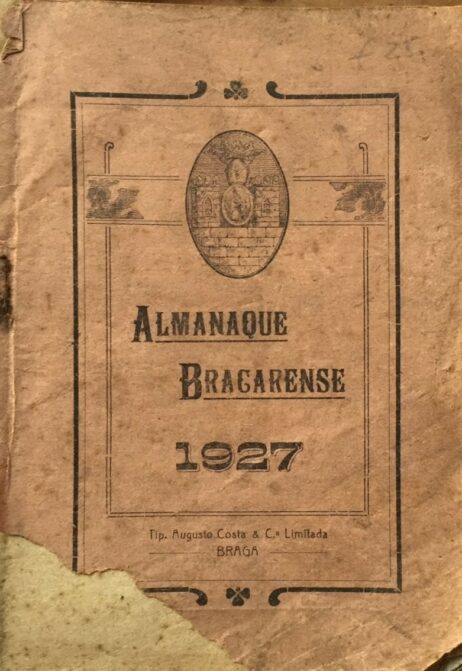 ALMANAQUE
BRACARENSE
1927
Tip. Augusto Costa & C.ª Limitada
BRAGA